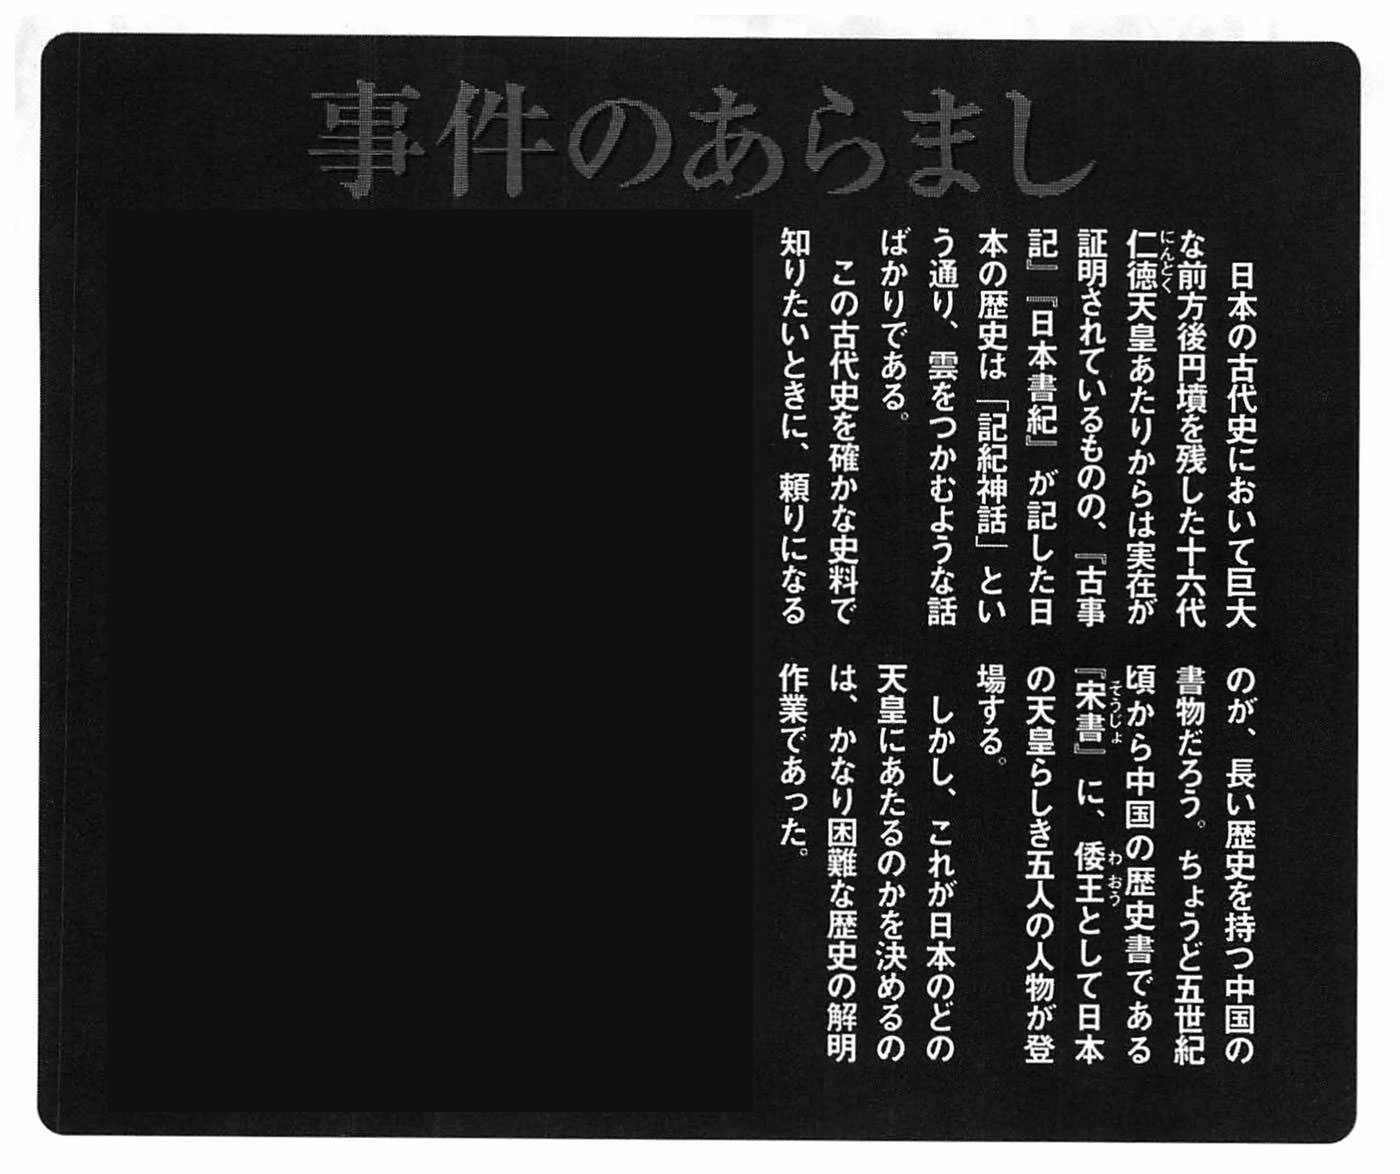 事件のあらまし
日本の古代史において巨大
な前方後円墳を残した十六代
仁徳天皇あたりからは実在が
にんとく
証明されているものの、『古事
記』『日本書紀』が記した日
本の歴史は「記紀神話」とい
う通り、雲をつかむような話
ばかりである。
この古代史を確かな史料で
知りたいときに、頼りになる
のが、長い歴史を持つ中国の
書物だろう。ちょうど五世紀
頃から中国の歴史書である
『宋書』に、倭王として日本
そうじょ
わおう
の天皇らしき五人の人物が登
場する。
しかし、これが日本のどの
天皇にあたるのかを決めるの
は、かなり困難な歴史の解明
作業であった。